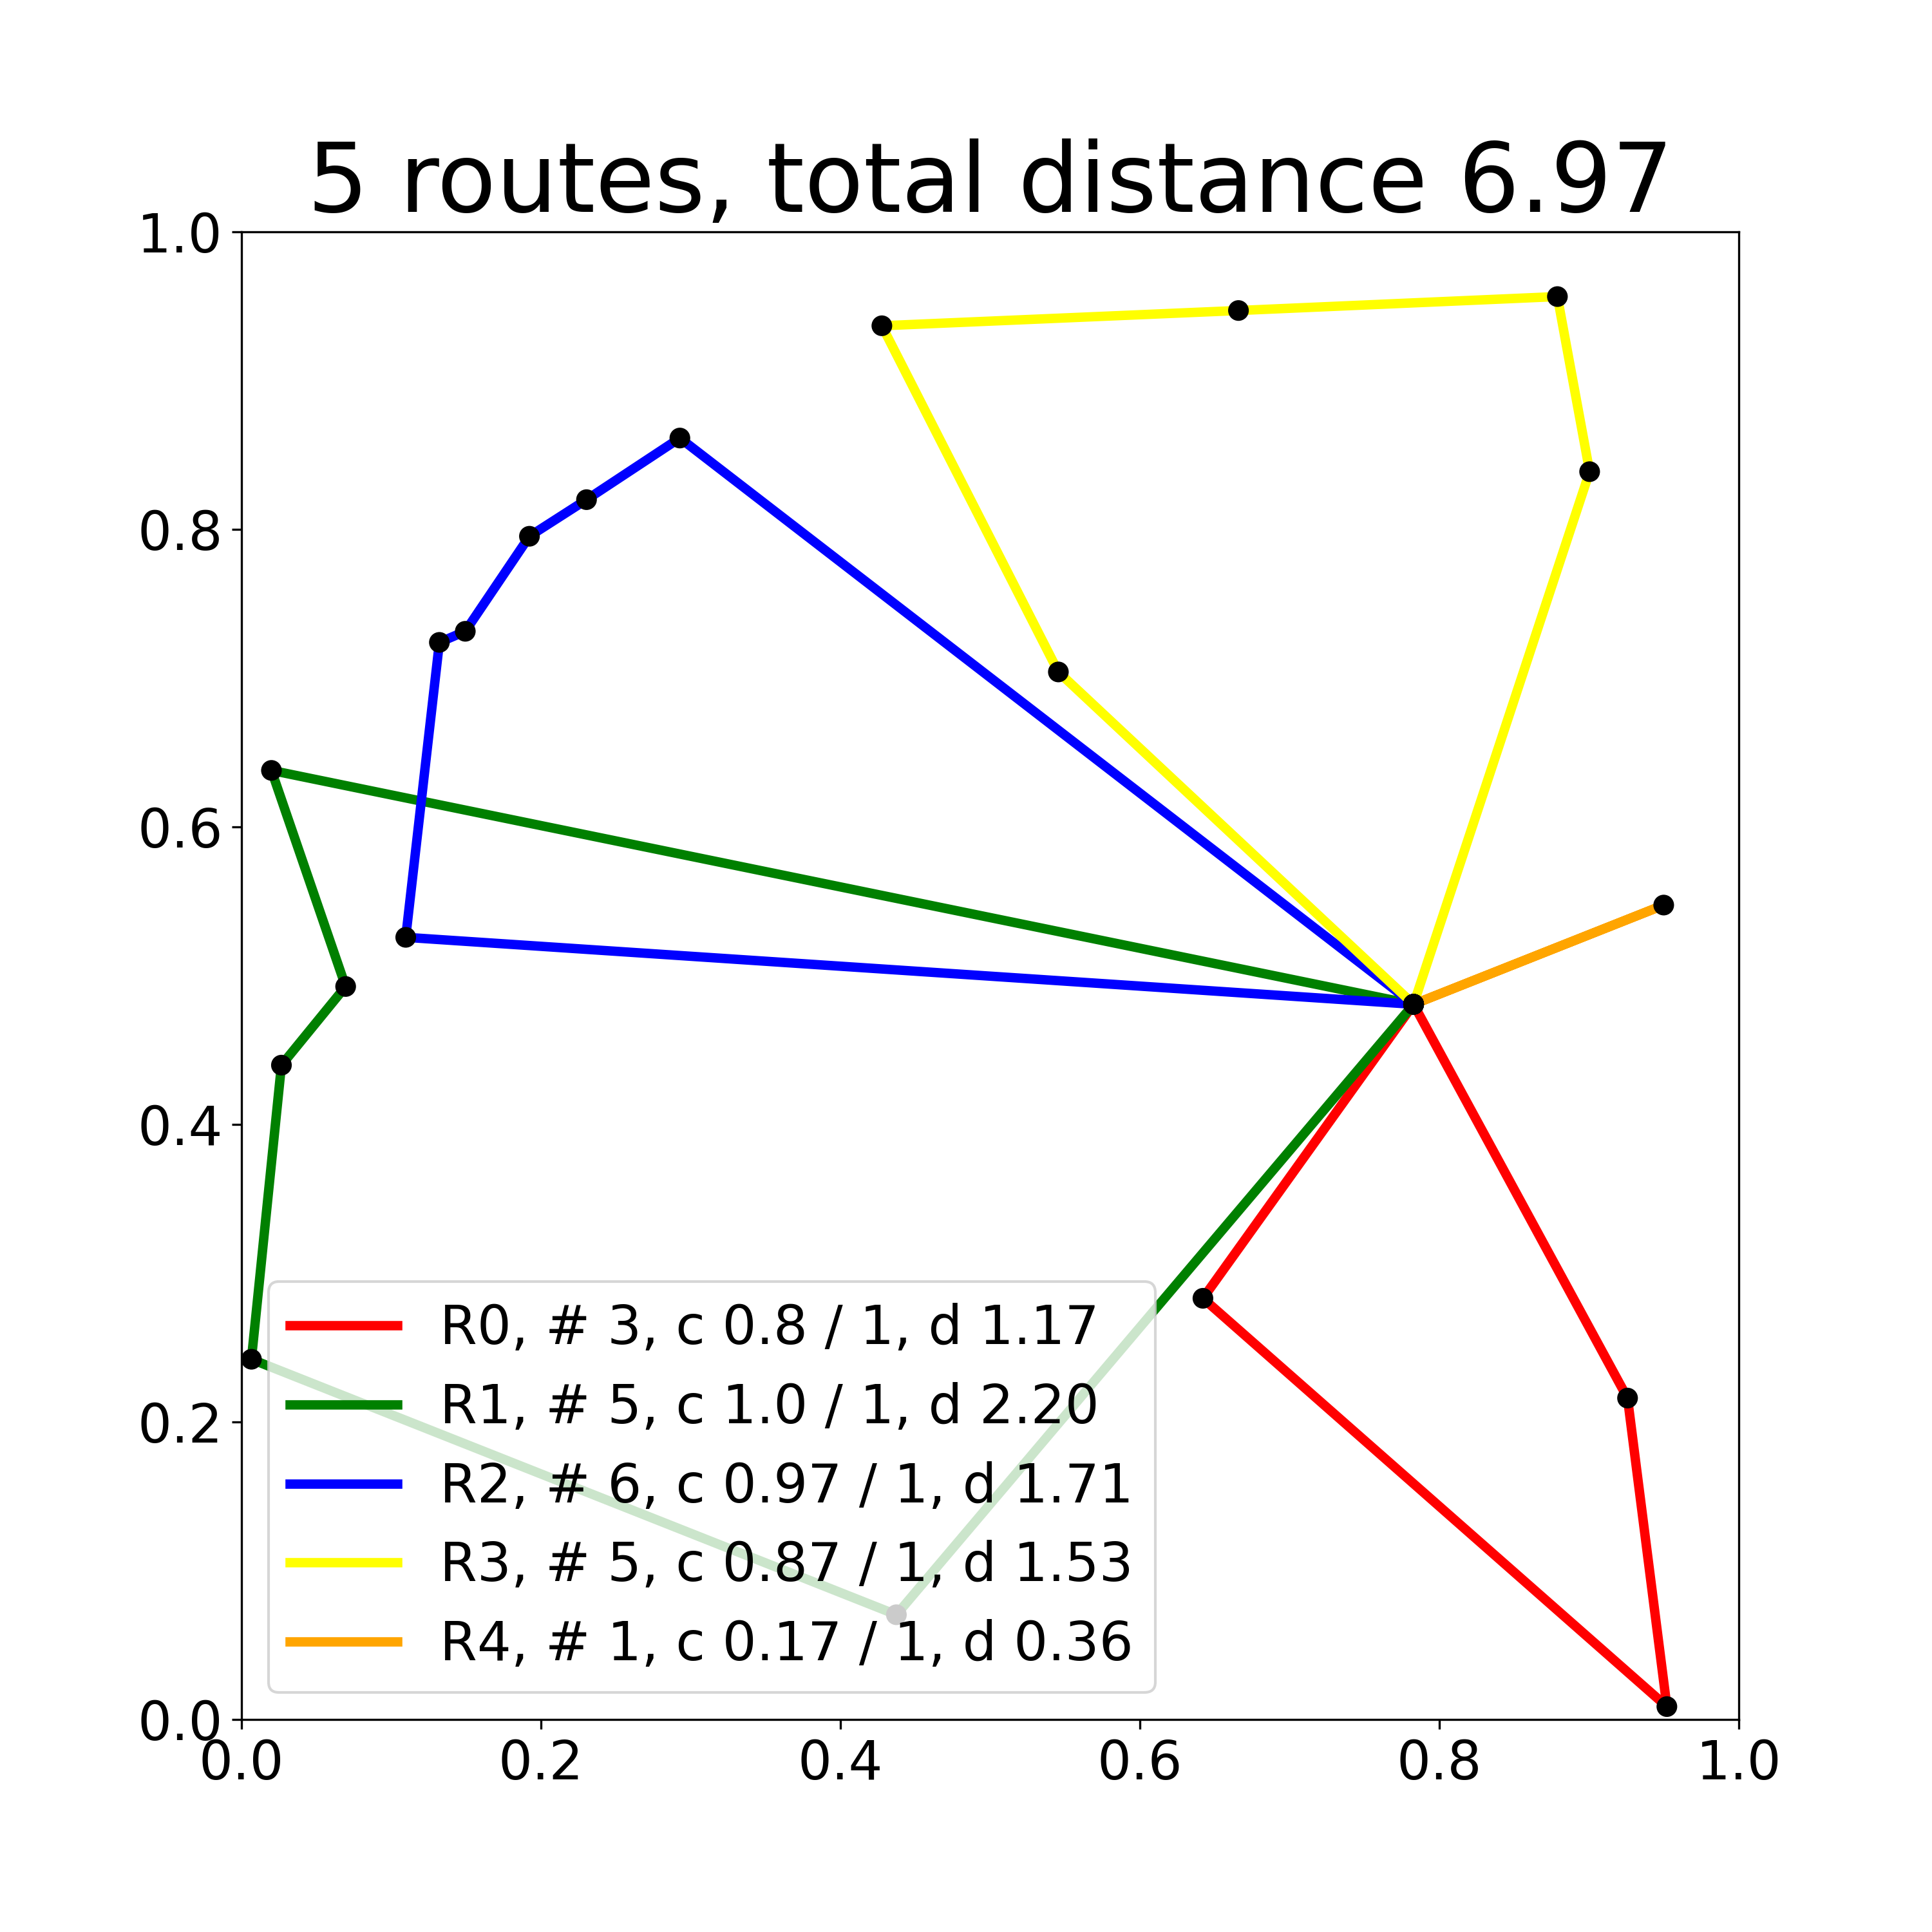 5 routes, total distance 6.97
1.0
0.8
0.6
0.4
0.2
0.0
R0, # 3, c 0.8 / 1, d 1.17
R1, # 5, c 1.0 / 1, d 2.20
R2, # 6, c 0.97 / 1, d 1.71
R3, # 5, c 0.87 / 1, d 1.53
R4, # 1, c 0.17 / 1, d 0.36
0.0 0.2 0.4 0.6 0.8 1.0